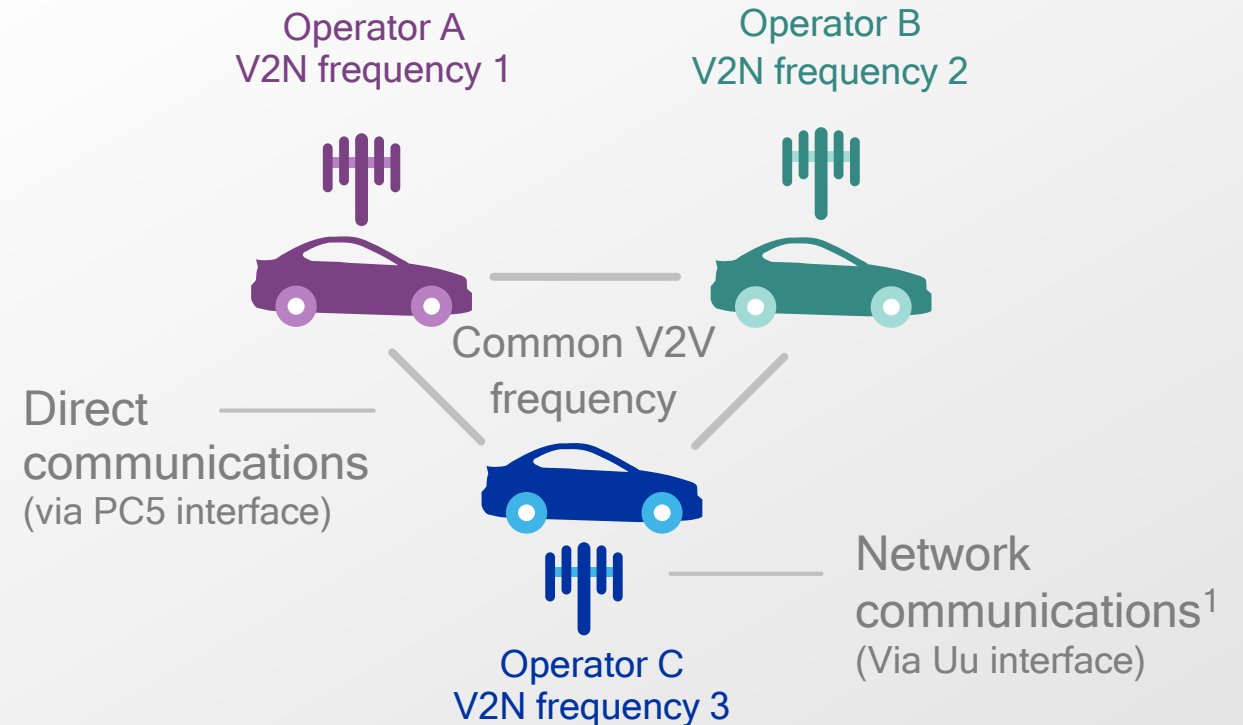 Operator A
V2N frequency 1
Operator B
V2N frequency 2
Common V2V
frequency
Direct
communications
(via PC5 interface)
Network
communications¹
(Via Uu interface)
Operator C
V2N frequency 3